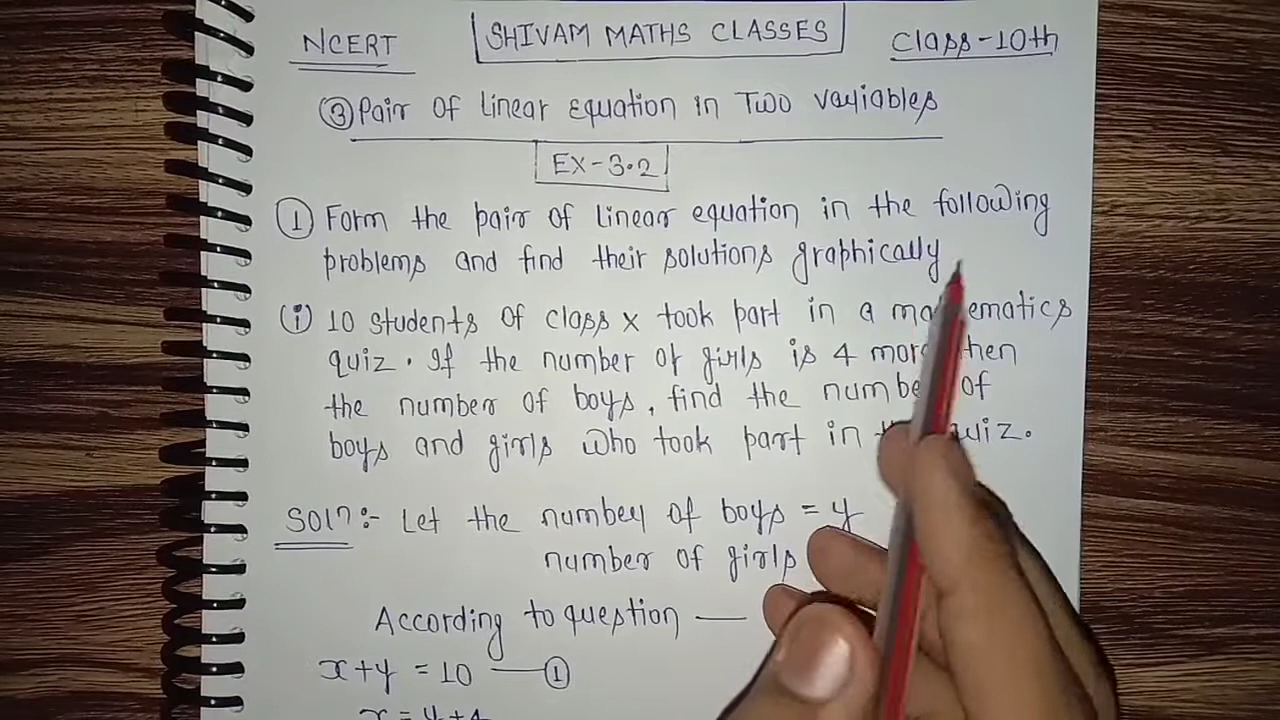 NCERT
SHIVAM MATHS CLASSES
Class-10th
③ Pair of linear Equation in Two variables
EX-3.2
① Form the pair of linear equation in the following
problems and find their solutions graphically
(i) 10 students of class x took part in a
quiz. If the number of girls is 4
the number of boys, find the of
boys and girls who took part in quiz.
Soln:- Let the number of boys = y
number of girls
According to question —
x+y = 10 —①
x = y+4